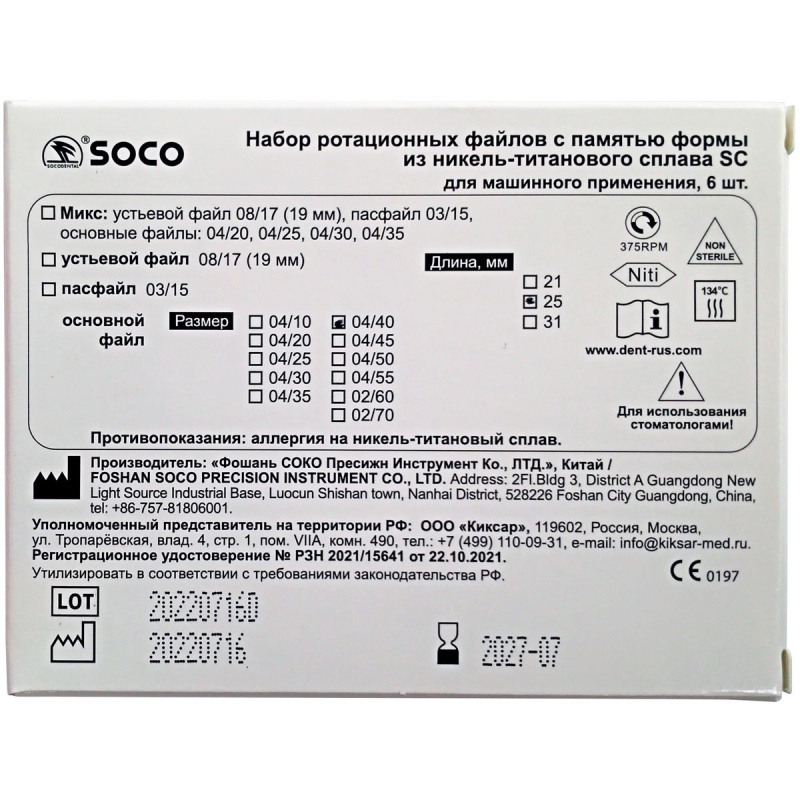 ® SOCO
SOCODENTAL
Набор ротационных файлов с памятью формы
из никель-титанового сплава SC
для машинного применения, 6 шт.
Микс: устьевой файл 08/17 (19 мм), пасфайл 03/15,
основные файлы: 04/20, 04/25, 04/30, 04/35
устьевой файл 08/17 (19 мм)
пасфайл 03/15
основной файл
Размер
04/10
04/20
04/25
04/30
04/35
04/40
04/45
04/50
04/55
02/60
02/70
Длина, мм
21
25
31
375RPM
NON
STERILE
Niti
134°C
i
www.dent-rus.com
Для использования
стоматологами!
Противопоказания: аллергия на никель-титановый сплав.
Производитель: «Фошань СОКО Пресижн Инструмент Ко., ЛТД.», Китай /
FOSHAN SOCO PRECISION INSTRUMENT CO., LTD. Address: 2Fl.Bldg 3, District A Guangdong New
Light Source Industrial Base, Luocun Shishan town, Nanhai District, 528226 Foshan City Guangdong, China,
tel: +86-757-81806001.
Уполномоченный представитель на территории РФ: ООО «Киксар», 119602, Россия, Москва,
ул. Тропарёвская, влад. 4, стр. 1, пом. VIIA, комн. 490, тел.: +7 (499) 110-09-31, e-mail: info@kiksar-med.ru.
Регистрационное удостоверение № РЗН 2021/15641 от 22.10.2021.
Утилизировать в соответствии с требованиями законодательства РФ.
CE 0197
LOT 20220716D
20220716
2027-07